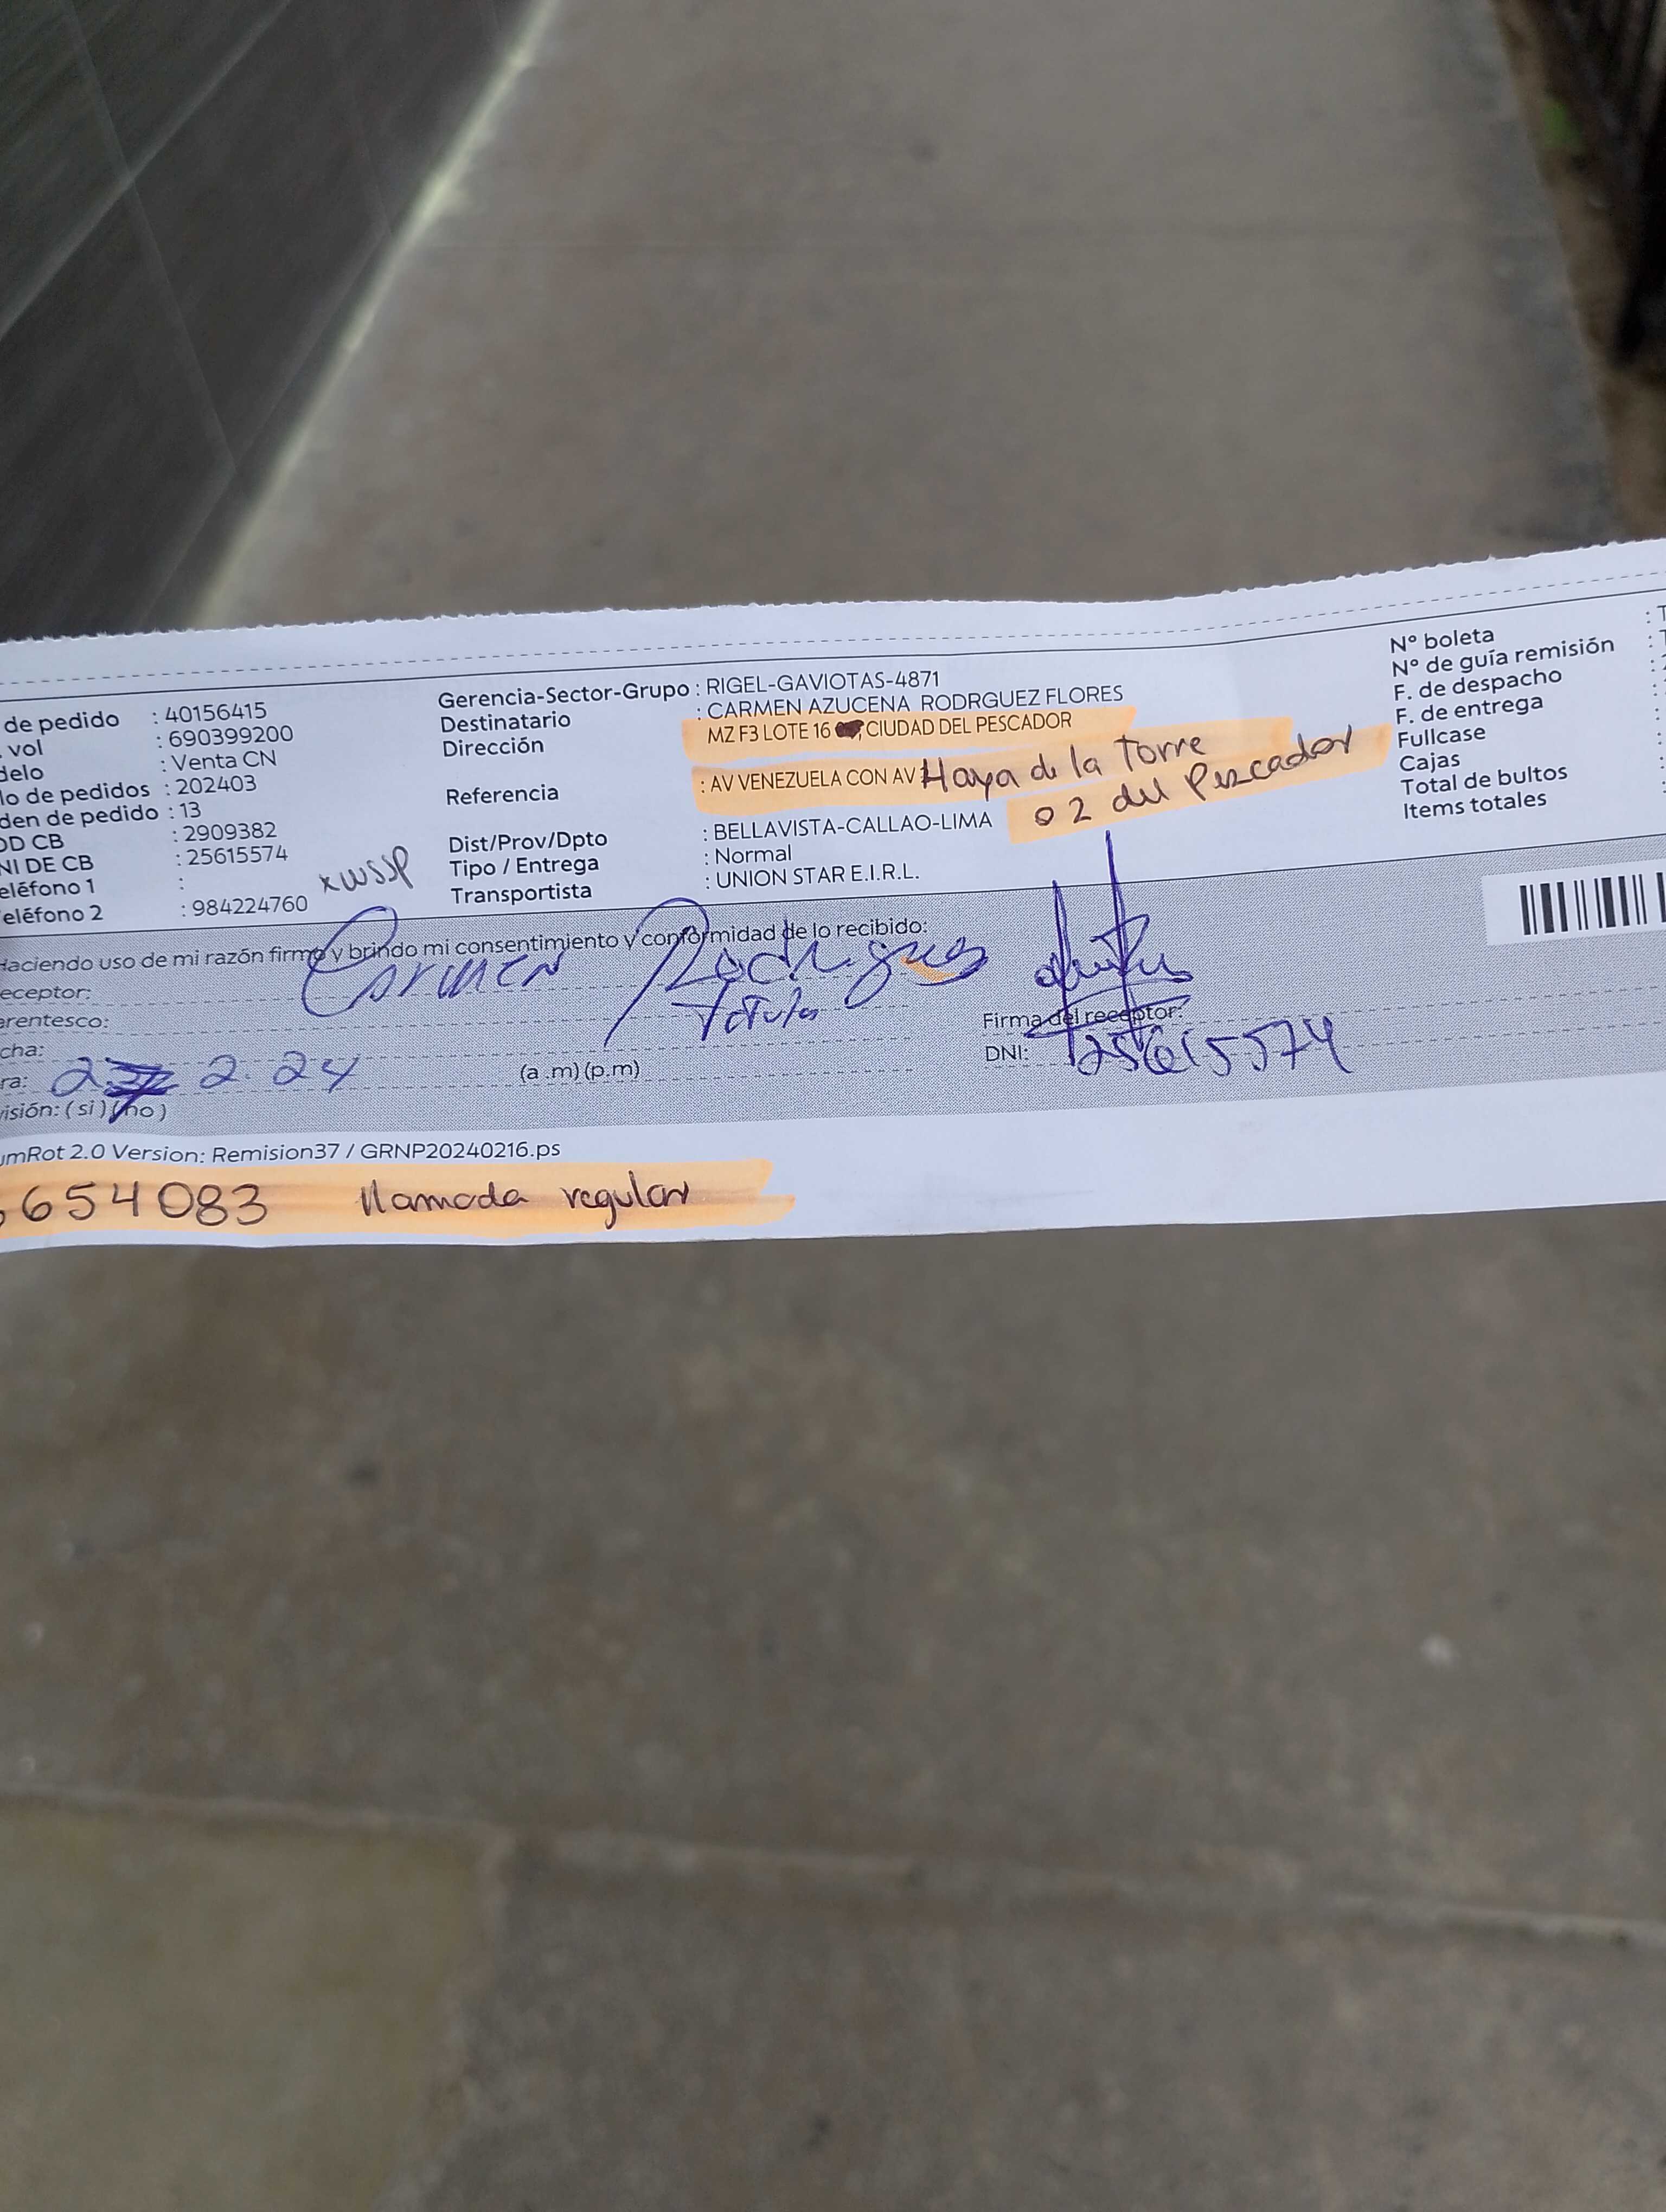 de pedido : 40156415
vol : 690399200
delo : Venta CN
lo de pedidos : 202403
den de pedido : 13
OD CB : 2909382
NI DE CB : 25615574
eléfono 1 :
eléfono 2 : 984224760 xwssp
Gerencia-Sector-Grupo : RIGEL-GAVIOTAS-4871
Destinatario : CARMEN AZUCENA RODRGUEZ FLORES
Dirección MZ F3 LOTE 16 , CIUDAD DEL PESCADOR
Referencia : AV VENEZUELA CON AV Haya de la Torre
02 del Pescador
Dist/Prov/Dpto : BELLAVISTA-CALLAO-LIMA
Tipo / Entrega : Normal
Transportista : UNION STAR E.I.R.L.
Nº boleta : T
Nº de guía remisión : T
F. de despacho :
F. de entrega :
Fullcase :
Cajas :
Total de bultos :
Items totales
Haciendo uso de mi razón firmo y brindo mi consentimiento y conformidad de lo recibido:
eceptor: Carmen Rodriguez
arentesco: Titular
cha:
ra: 2 2.24 (a .m) (p.m)
visión: ( si ) ( no )
Firma del receptor:
DNI: 25615574
umRot 2.0 Version: Remision37 / GRNP20240216.ps
654083 llamada regular